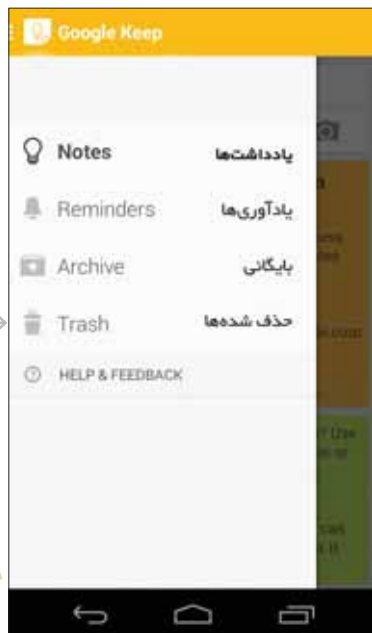 Google Keep
Notes یادداشت‌ها
Reminders یادآوری‌ها
Archive بایگانی
Trash حذف شده‌ها
HELP & FEEDBACK